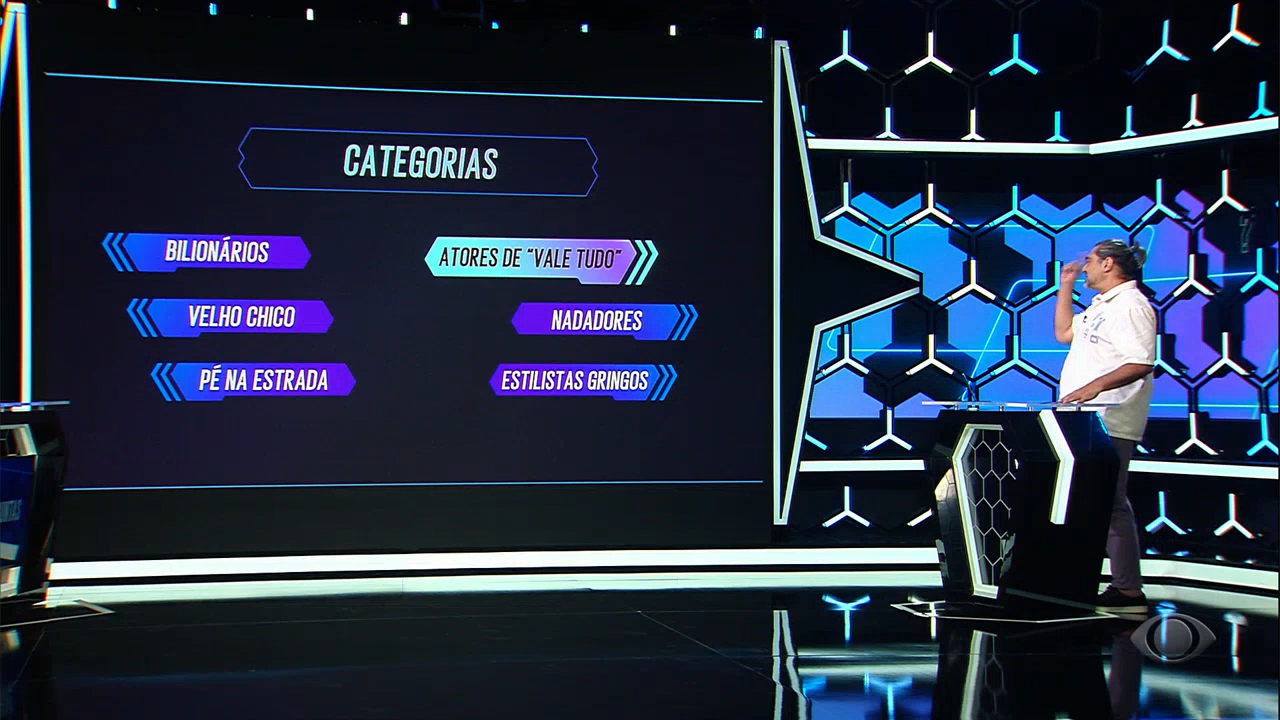 CATEGORIAS
BILIONÁRIOS
ATORES DE "VALE TUDO"
VELHO CHICO
NADADORES
PÉ NA ESTRADA
ESTILISTAS GRINGOS